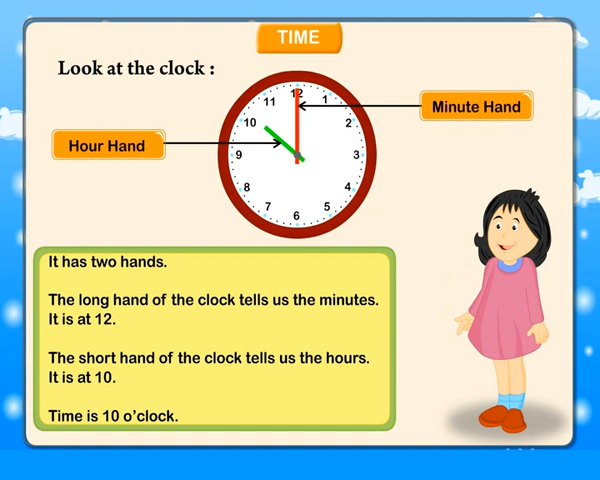 TIME
Look at the clock :
12
1
2
3
4
5
6
7
8
9
10
11
Minute Hand
Hour Hand
It has two hands.
The long hand of the clock tells us the minutes.
It is at 12.
The short hand of the clock tells us the hours.
It is at 10.
Time is 10 o'clock.